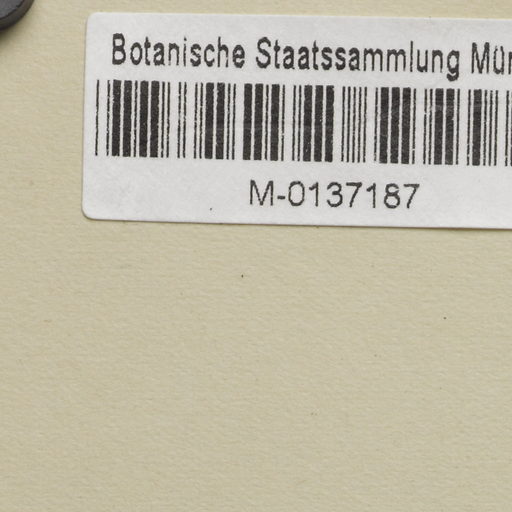 Botanische Staatssammlung Mün
M-0137187